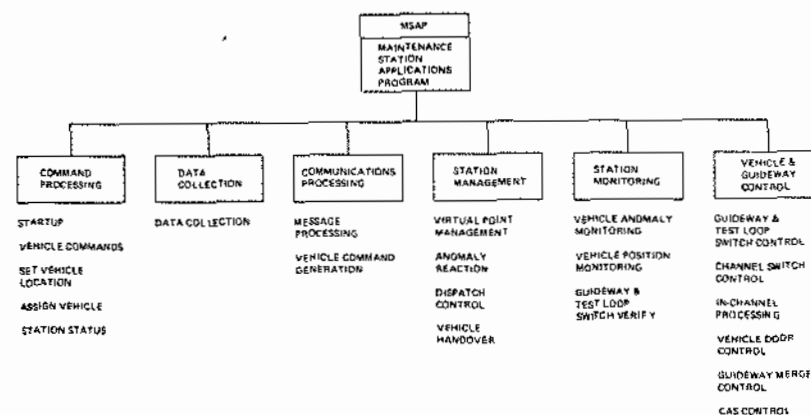 MSAP
MAINTENANCE
STATION
APPLICATIONS
PROGRAM
COMMAND
PROCESSING
STARTUP
VEHICLE COMMANDS
SET VEHICLE
LOCATION
ASSIGN VEHICLE
STATION STATUS
DATA
COLLECTION
DATA COLLECTION
COMMUNICATIONS
PROCESSING
MESSAGE
PROCESSING
VEHICLE COMMAND
GENERATION
STATION
MANAGEMENT
VIRTUAL POINT
MANAGEMENT
ANOMALY
REACTION
DISPATCH
CONTROL
VEHICLE
HANDOVER
STATION
MONITORING
VEHICLE ANOMALY
MONITORING
VEHICLE POSITION
MONITORING
GUIDEWAY &
TEST LOOP
SWITCH VERIFY
VEHICLE &
GUIDEWAY
CONTROL
GUIDEWAY &
TEST LOOP
SWITCH CONTROL
CHANNEL SWITCH
CONTROL
IN-CHANNEL
PROCESSING
VEHICLE DOOR
CONTROL
GUIDEWAY MERGE
CONTROL
CAS CONTROL